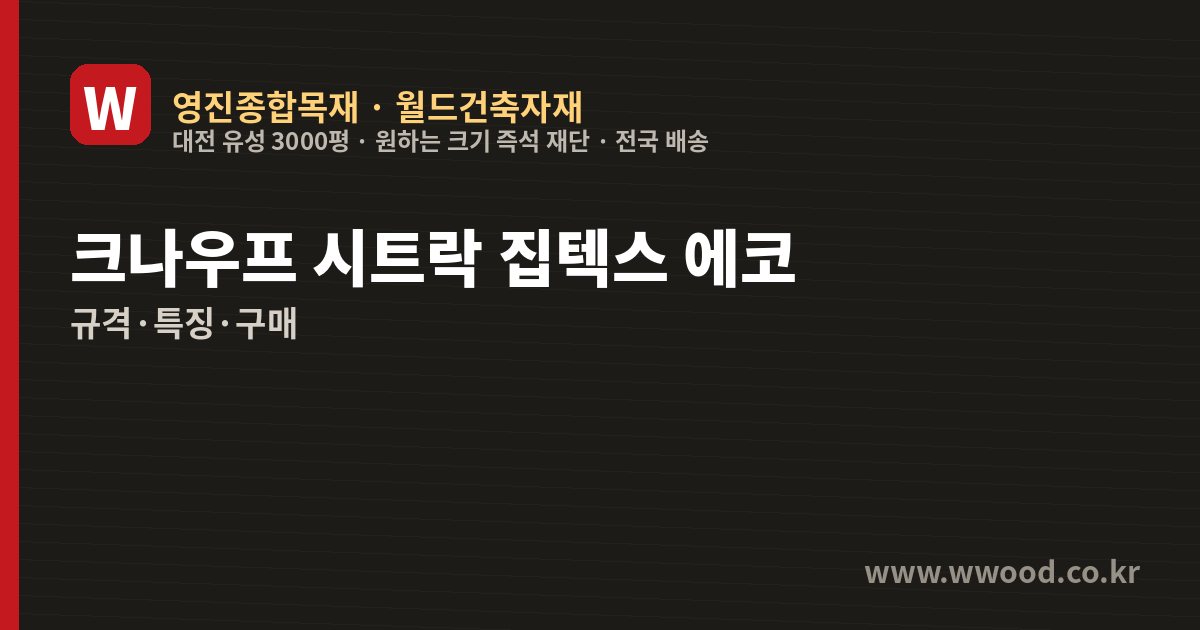 W
영진종합목재 · 월드건축자재
대전 유성 3000평 · 원하는 크기 즉석 재단 · 전국 배송
크나우프 시트락 집텍스 에코
규격·특징·구매
www.wwood.co.kr